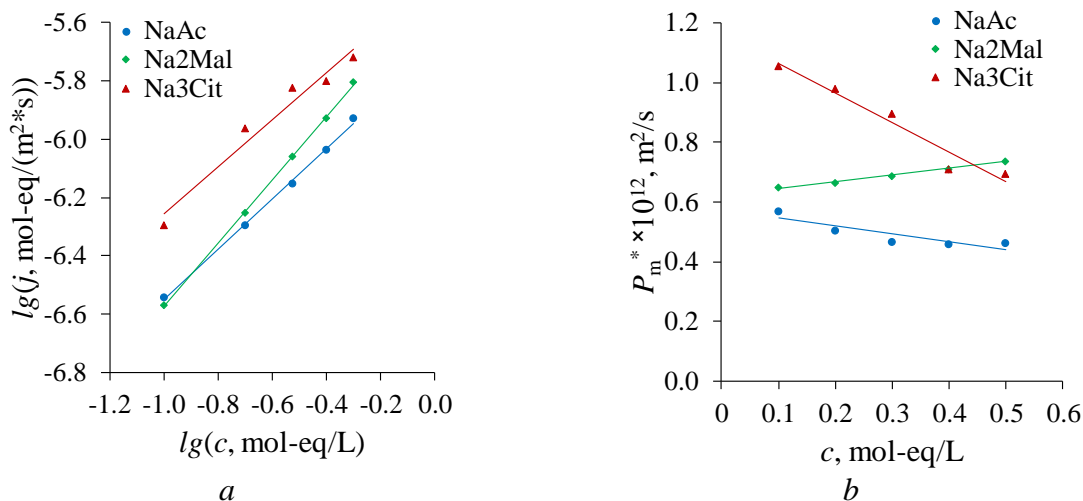 NaAc
Na2Mal
Na3Cit
lg(j, mol-eq/(m²*s))
-5.6
-5.8
-6.0
-6.2
-6.4
-6.6
-6.8
-1.2 -1.0 -0.8 -0.6 -0.4 -0.2 0.0
lg(c, mol-eq/L)
a
NaAc
Na2Mal
Na3Cit
Pm* ×10¹², m²/s
1.2
1.0
0.8
0.6
0.4
0.2
0.0
0 0.1 0.2 0.3 0.4 0.5 0.6
c, mol-eq/L
b